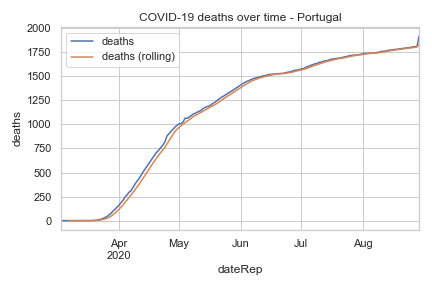 COVID-19 deaths over time - Portugal
deaths
deaths (rolling)
2000
1750
1500
1250
1000
750
500
250
0
deaths
Apr May Jun Jul Aug
2020
dateRep